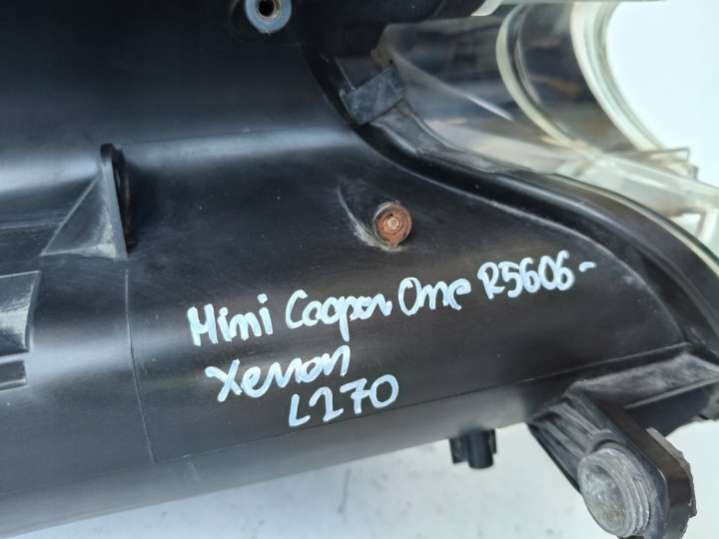 Mini Cooper One R5606-
Xenon
L270